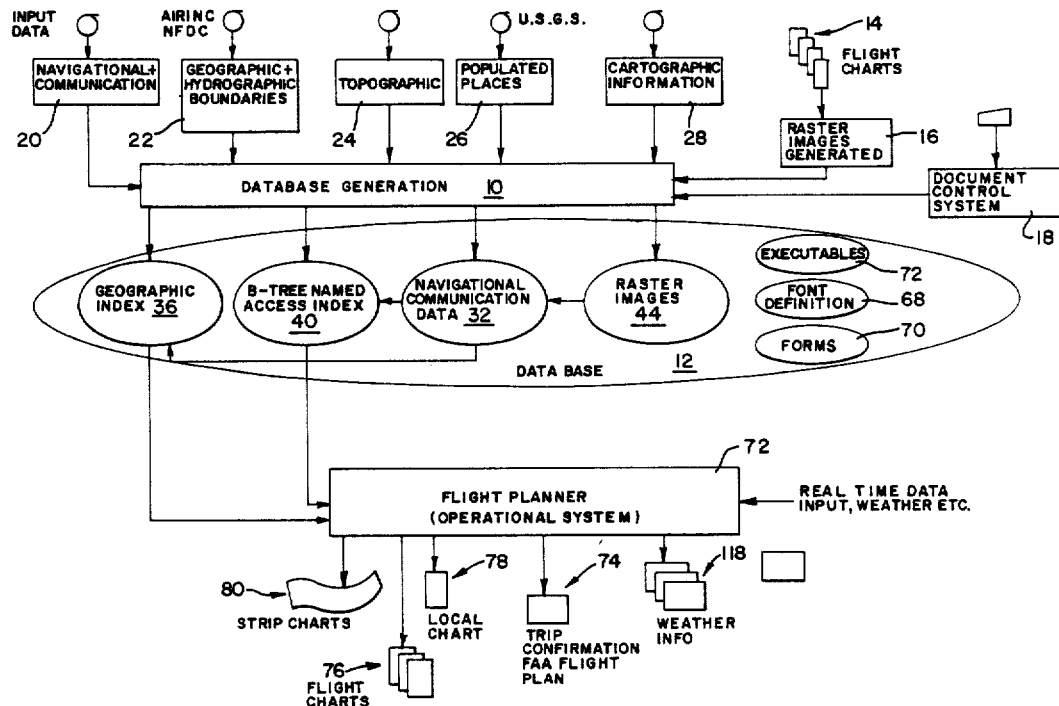 INPUT DATA
AIRINC NFDC
U.S.G.S.
14
FLIGHT CHARTS
NAVIGATIONAL+ COMMUNICATION
GEOGRAPHIC+ HYDROGRAPHIC BOUNDARIES
TOPOGRAPHIC
POPULATED PLACES
CARTOGRAPHIC INFORMATION
20
22
24
26
28
RASTER IMAGES GENERATED
16
DOCUMENT CONTROL SYSTEM
18
DATABASE GENERATION 10
GEOGRAPHIC INDEX 36
B-TREE NAMED ACCESS INDEX 40
NAVIGATIONAL COMMUNICATION DATA 32
RASTER IMAGES 44
EXECUTABLES
72
FONT DEFINITION
68
FORMS
70
DATA BASE
12
72
FLIGHT PLANNER
(OPERATIONAL SYSTEM)
REAL TIME DATA
INPUT, WEATHER ETC.
80
STRIP CHARTS
76
FLIGHT CHARTS
78
LOCAL CHART
74
TRIP CONFIRMATION FAA FLIGHT PLAN
118
WEATHER INFO